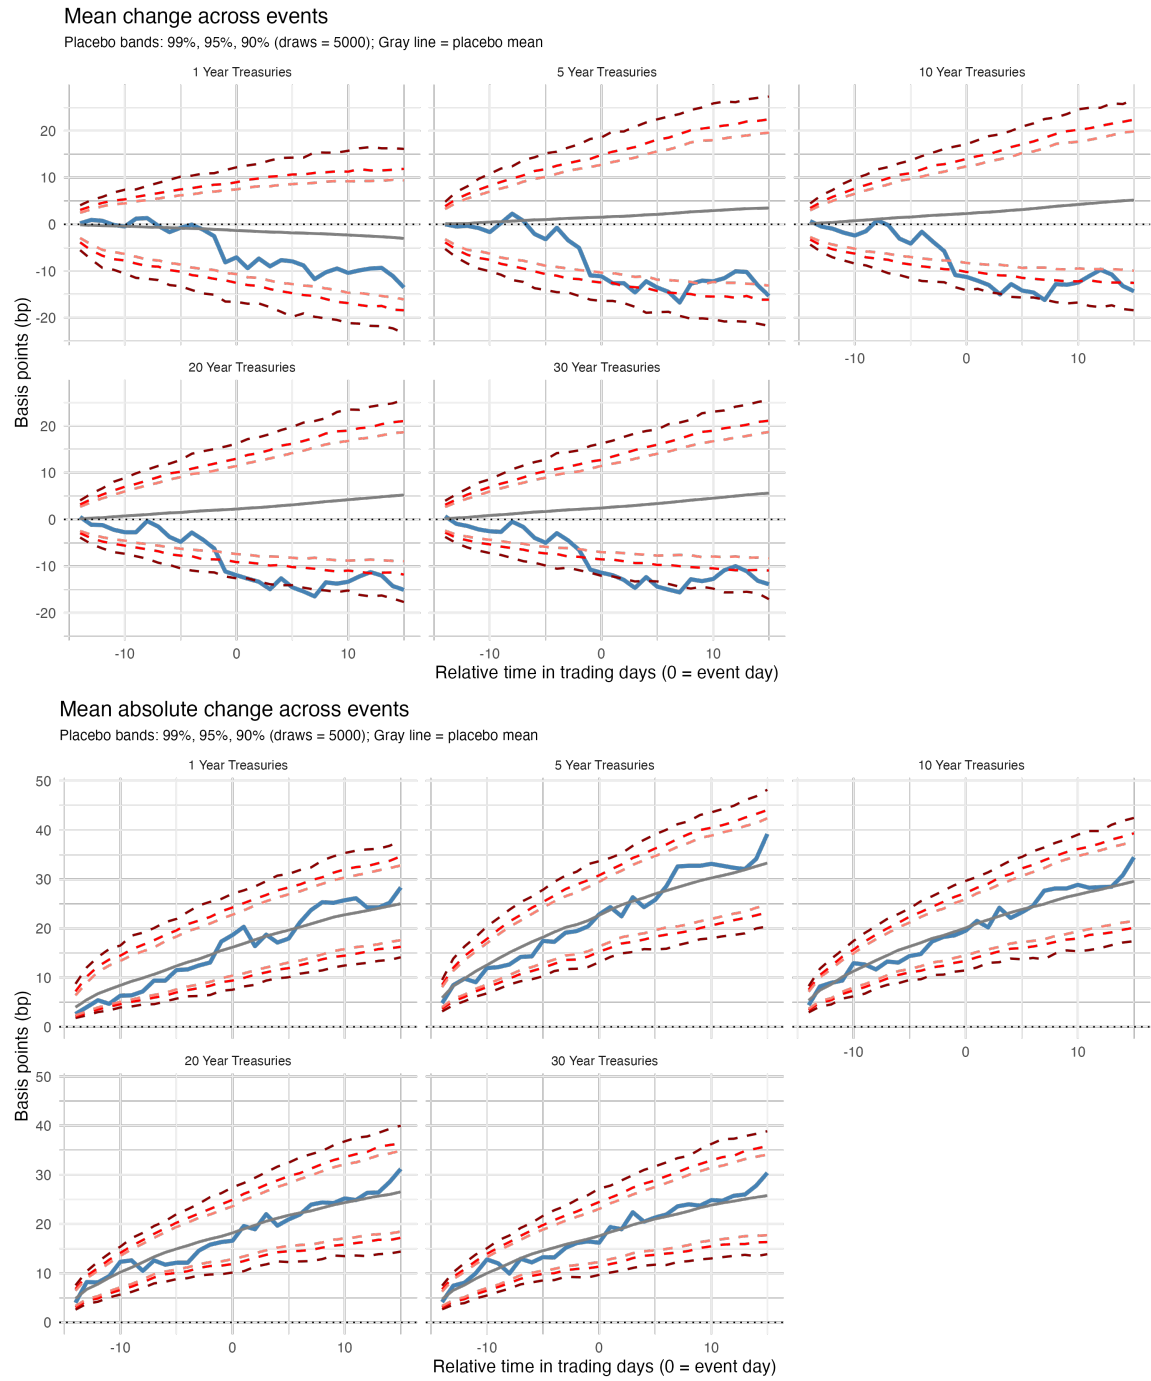 Mean change across events
Placebo bands: 99%, 95%, 90% (draws = 5000); Gray line = placebo mean
1 Year Treasuries
5 Year Treasuries
10 Year Treasuries
20
10
0
-10
-20
-10
0
10
20 Year Treasuries
30 Year Treasuries
20
10
0
-10
-20
-10
0
10
-10
0
10
Basis points (bp)
Relative time in trading days (0 = event day)
Mean absolute change across events
Placebo bands: 99%, 95%, 90% (draws = 5000); Gray line = placebo mean
1 Year Treasuries
5 Year Treasuries
10 Year Treasuries
50
40
30
20
10
0
-10
0
10
20 Year Treasuries
30 Year Treasuries
50
40
30
20
10
0
-10
0
10
-10
0
10
Basis points (bp)
Relative time in trading days (0 = event day)